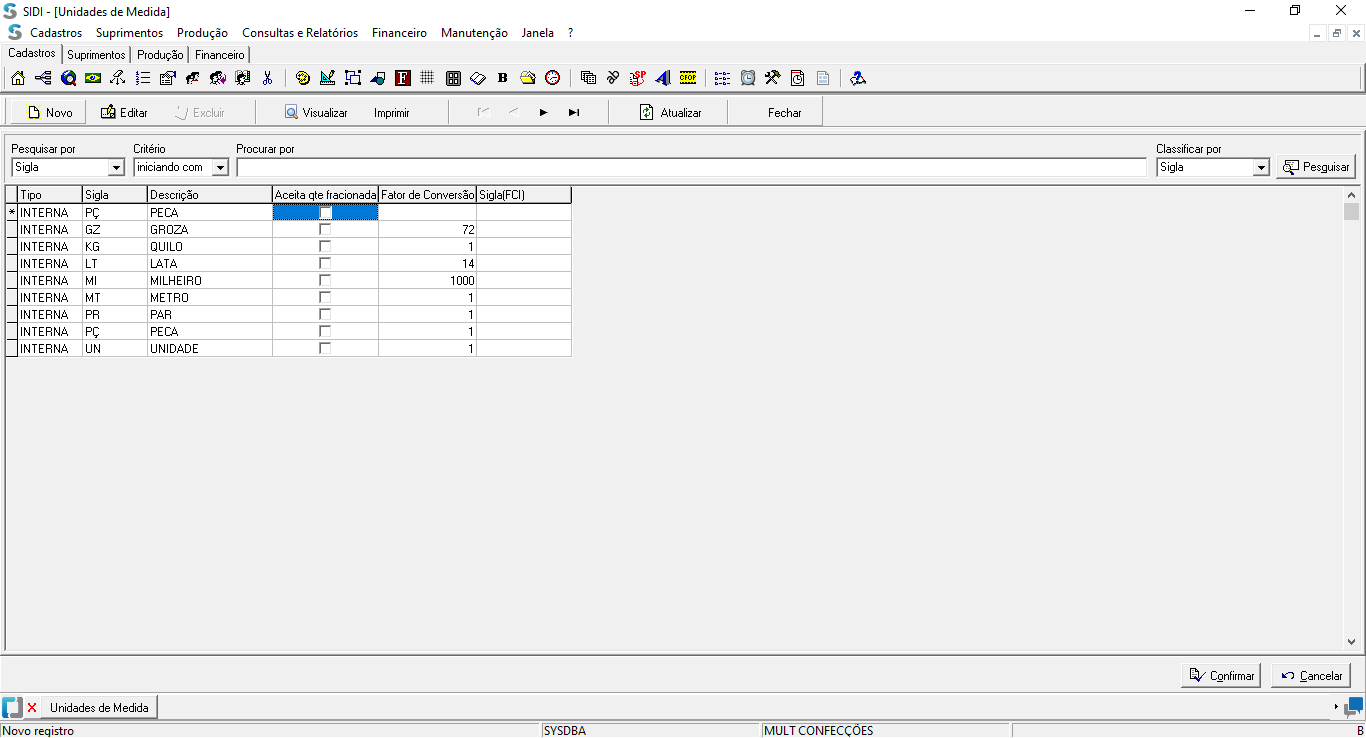 SIDI - [Unidades de Medida]
Cadastros Suprimentos Produção Consultas e Relatórios Financeiro Manutenção Janela ?
Cadastros Suprimentos Produção Financeiro
F B SP CFOP
Novo Editar Excluir Visualizar Imprimir Atualizar Fechar
Pesquisar por Critério Procurar por Classificar por
Sigla iniciando com Sigla Pesquisar
Tipo Sigla Descrição Aceita qte fracionada Fator de Conversão Sigla(FCI)
* INTERNA PÇ PECA
INTERNA GZ GROZA 72
INTERNA KG QUILO 1
INTERNA LT LATA 14
INTERNA MI MILHEIRO 1000
INTERNA MT METRO 1
INTERNA PR PAR 1
INTERNA PÇ PECA 1
INTERNA UN UNIDADE 1
Confirmar Cancelar
Unidades de Medida
Novo registro SYSDBA MULT CONFECÇÕES B